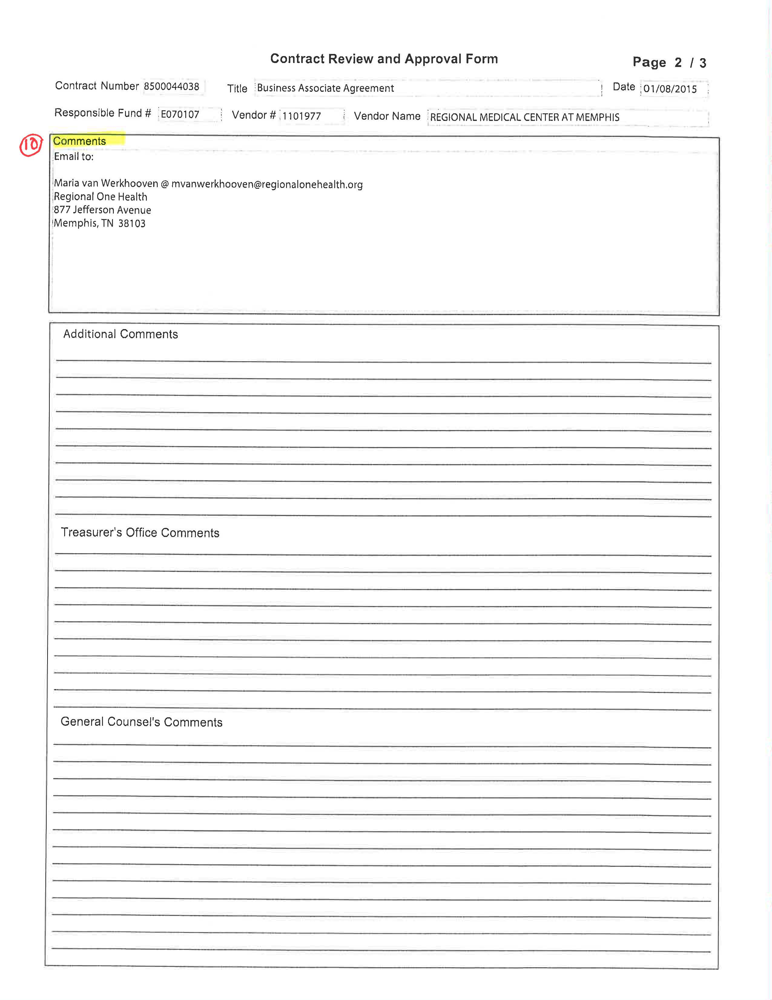 Contract Review and Approval Form
Page 2 / 3
Contract Number 8500044038 Title Business Associate Agreement Date 01/08/2015
Responsible Fund # E070107 Vendor # 1101977 Vendor Name REGIONAL MEDICAL CENTER AT MEMPHIS
10
Comments
Email to:
Maria van Werkhooven @ mvanwerkhooven@regionalonehealth.org
Regional One Health
877 Jefferson Avenue
Memphis, TN 38103
Additional Comments
Treasurer's Office Comments
General Counsel's Comments